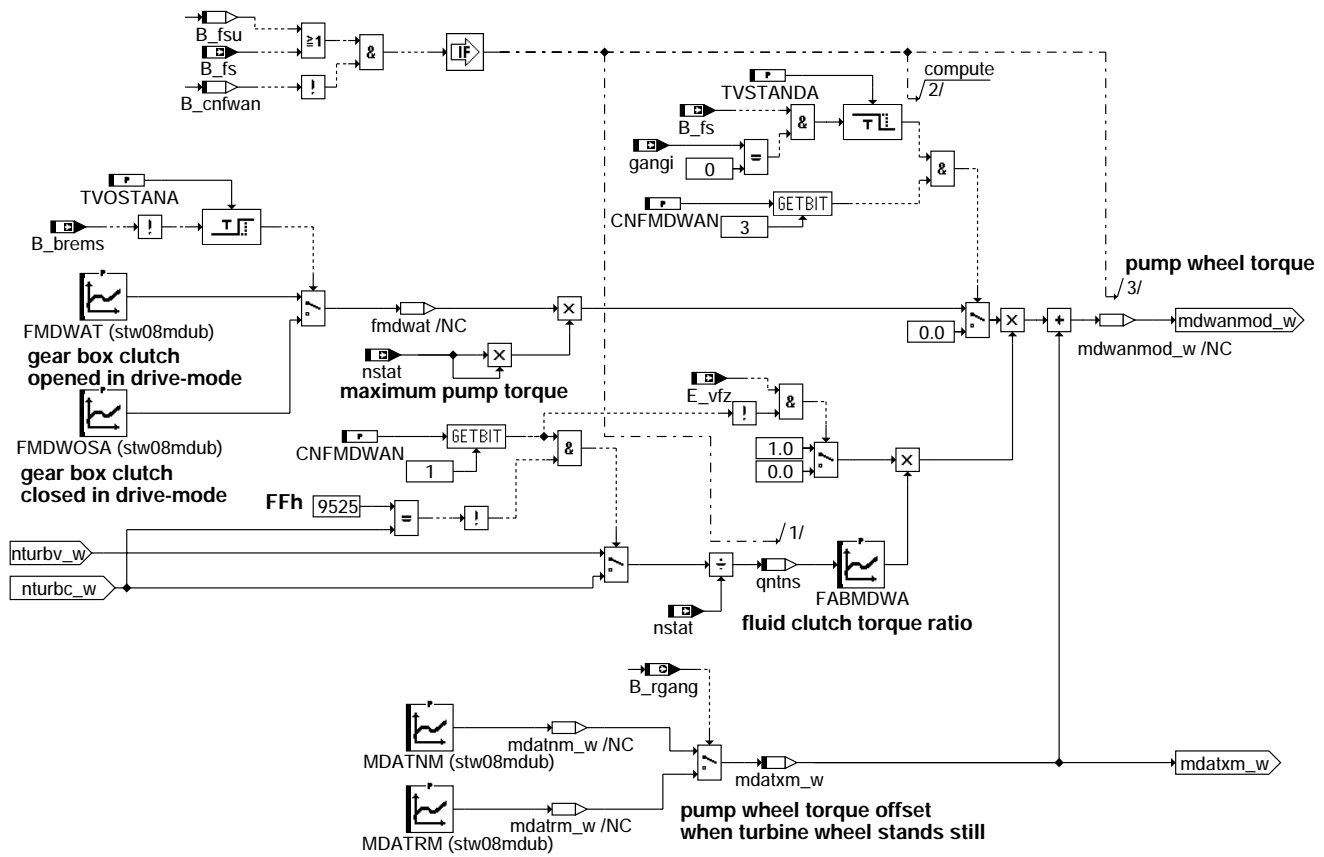 B_fsu
≥1
&
IF
B_fs
B_cnfwan
!
compute
2/
P
TVSTANDA
B_fs
&
T
gangi
=
0
&
P
TVOSTANA
P
CNFMDWAN
GETBIT
3
B_brems
!
T
pump wheel torque
3/
P
FMDWAT (stw08mdub)
fmdwat /NC
×
0.0
×
+
mdwanmod_w
mdwanmod_w /NC
gear box clutch
opened in drive-mode
nstat
×
maximum pump torque
E_vfz
!
&
P
FMDWOSA (stw08mdub)
P
CNFMDWAN
GETBIT
&
1
1.0
0.0
×
gear box clutch
closed in drive-mode
FFh
9525
=
!
1/
nturbv_w
nturbc_w
÷
qntns
P
FABMDWA
nstat
fluid clutch torque ratio
B_rgang
P
MDATNM (stw08mdub)
mdatnm_w /NC
mdatxm_w
mdatxm_w
P
MDATRM (stw08mdub)
mdatrm_w /NC
pump wheel torque offset
when turbine wheel stands still